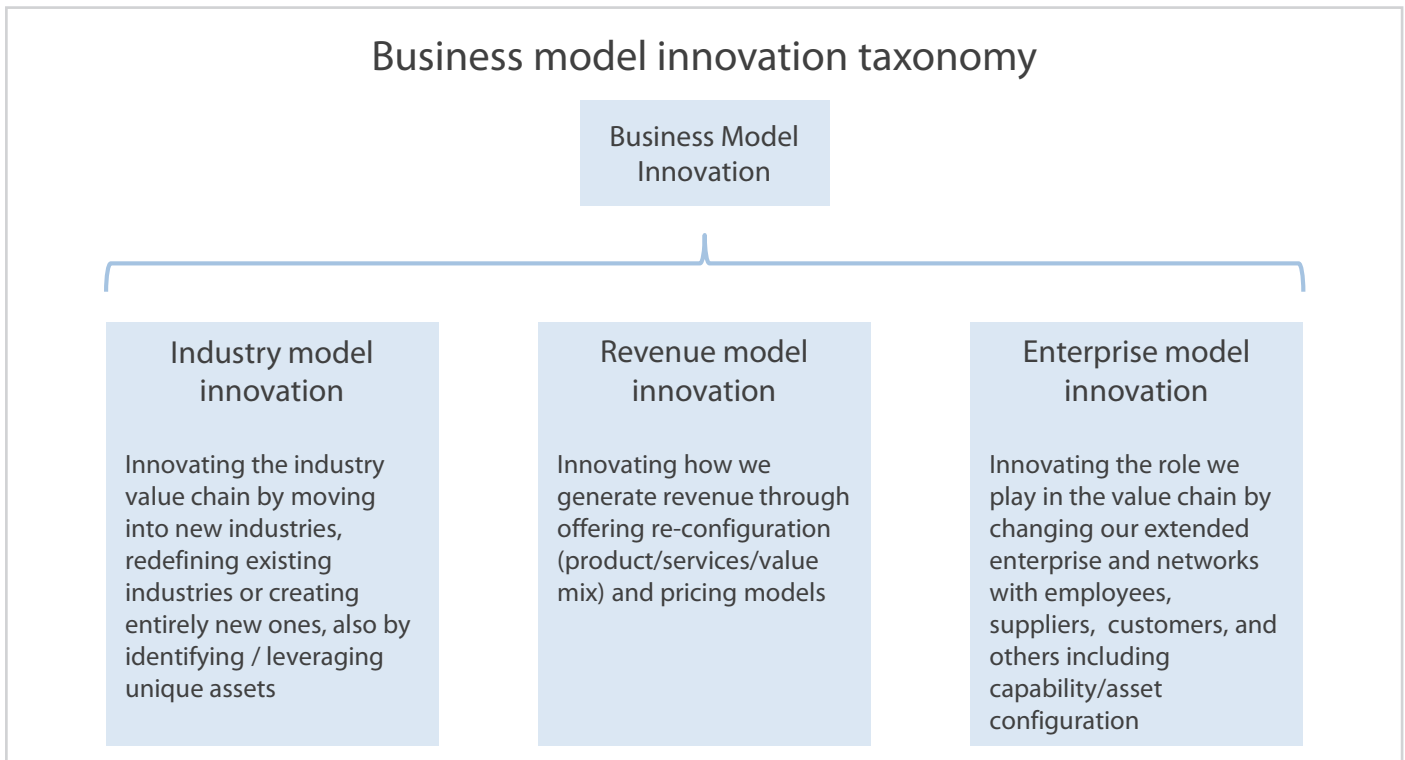 Business model innovation taxonomy
Business Model
Innovation
Industry model
innovation
Innovating the industry
value chain by moving
into new industries,
redefining existing
industries or creating
entirely new ones, also by
identifying / leveraging
unique assets
Revenue model
innovation
Innovating how we
generate revenue through
offering re-configuration
(product/services/value
mix) and pricing models
Enterprise model
innovation
Innovating the role we
play in the value chain by
changing our extended
enterprise and networks
with employees,
suppliers,  customers, and
others including
capability/asset
configuration